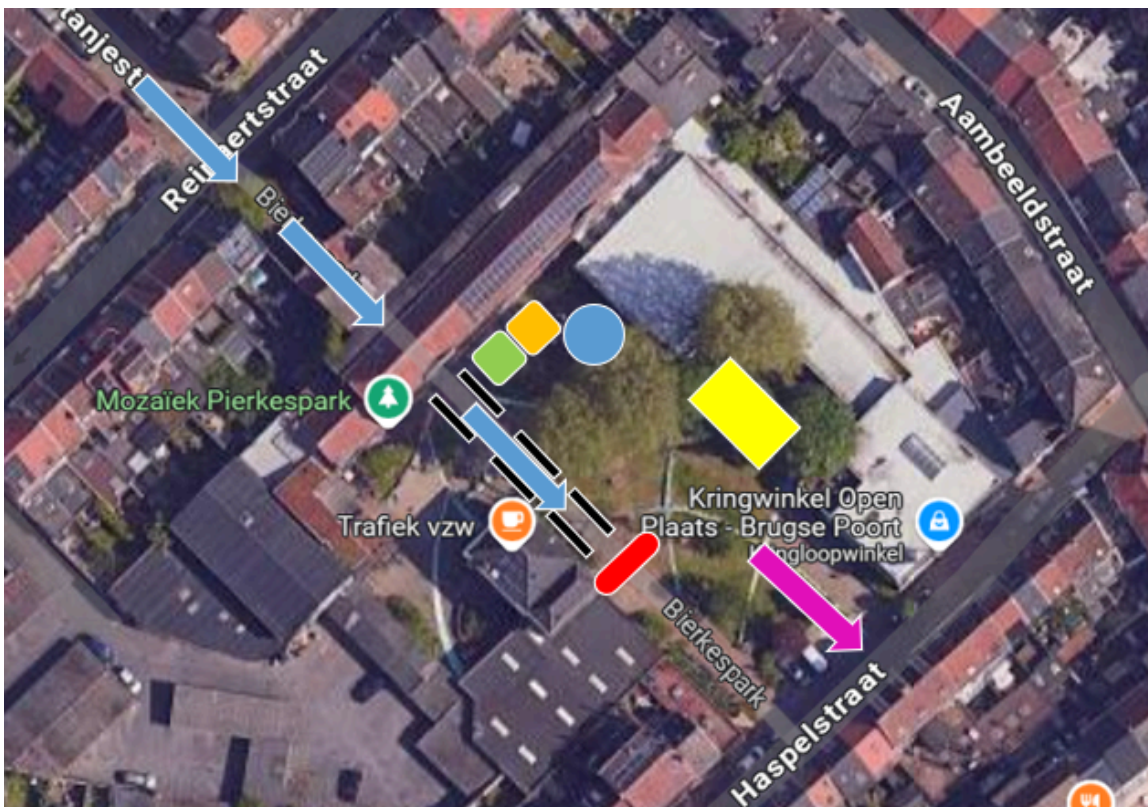 Reinaertstraat
Aambeeldstraat
Mozaïek Pierkespark
Trafiek vzw
Kringwinkel Open
Plaats - Brugse Poort
Kringloopwinkel
Bierkespark
Haspelstraat